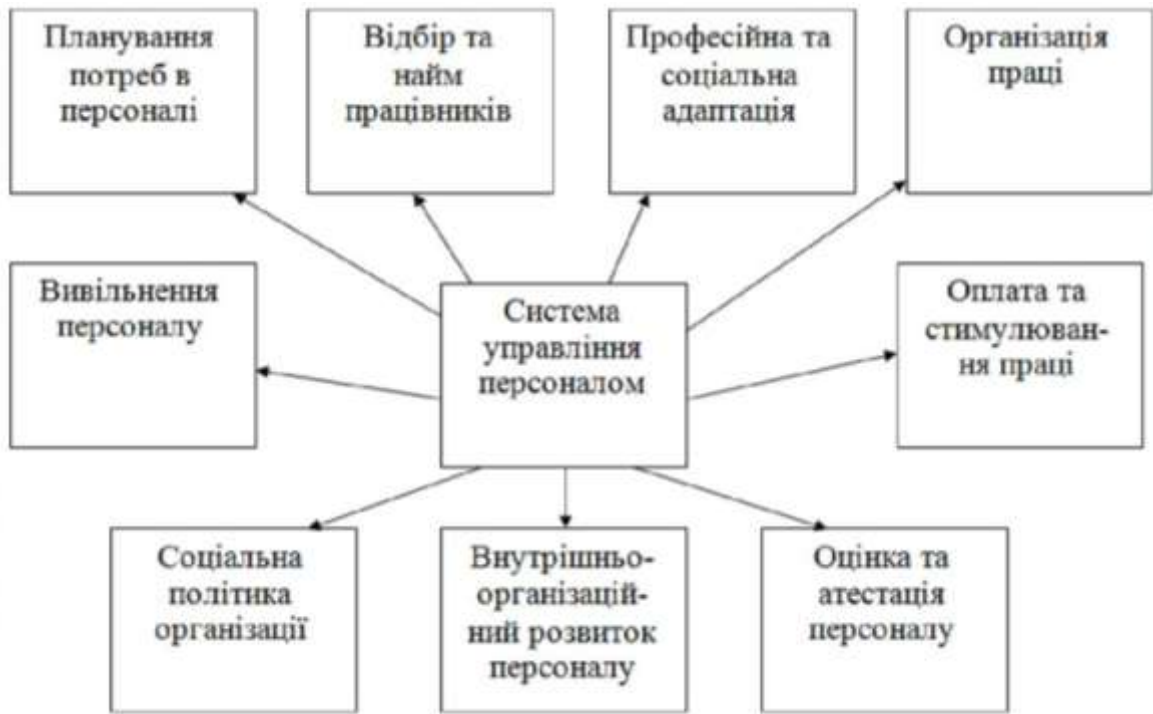 Планування
потреб в
персоналі
Відбір та
найм
працівників
Професійна та
соціальна
адаптація
Організація
праці
Вивільнення
персоналу
Система
управління
персоналом
Оплата та
стимулюван-
ня праці
Соціальна
політика
організації
Внутрішньо-
організацій-
ний розвиток
персоналу
Оцінка та
атестація
персоналу